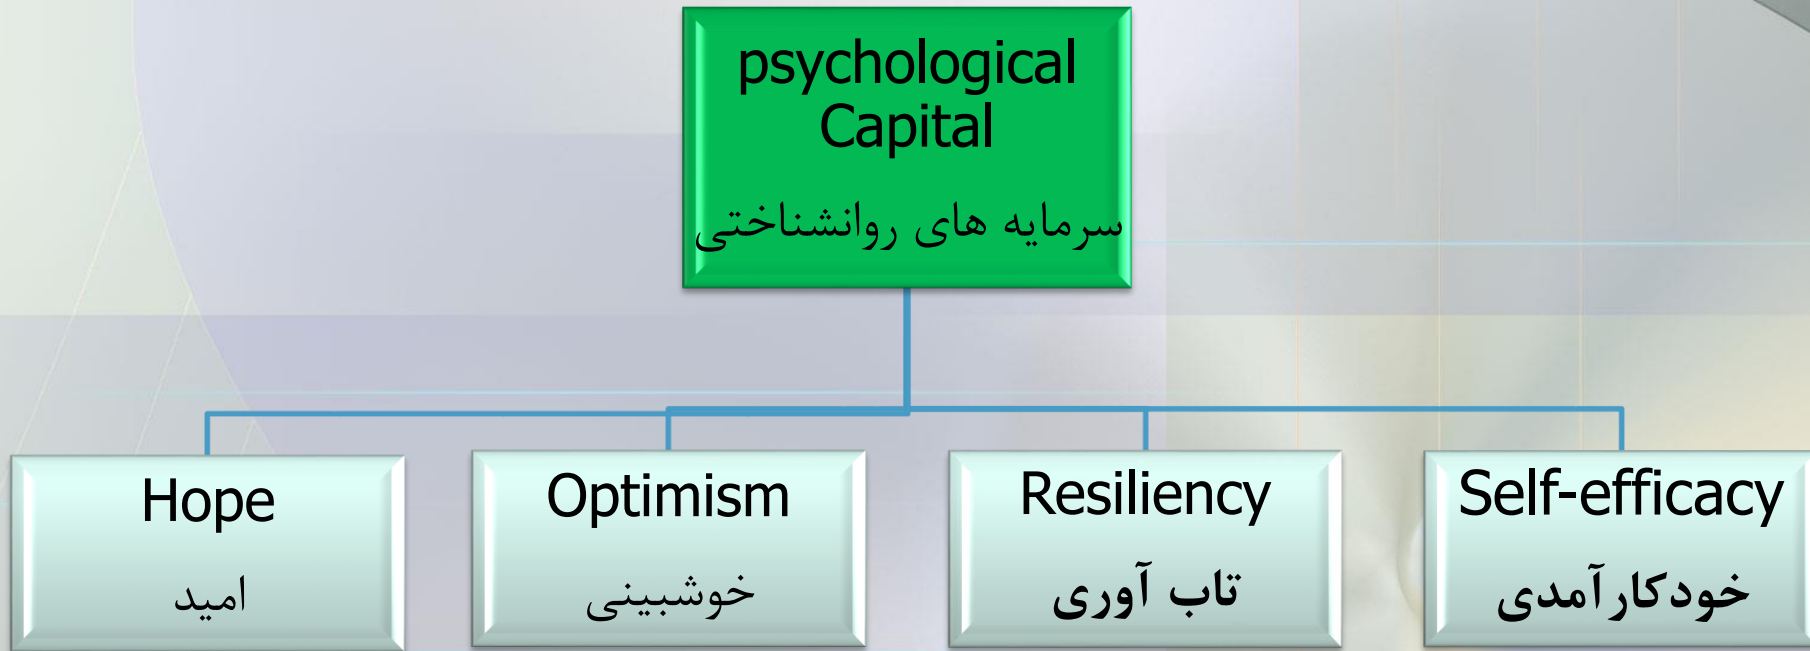 psychological
Capital
سرمایه های روانشناختی
Hope
امید
Optimism
خوشبینی
Resiliency
تاب آوری
Self-efficacy
خودکارآمدی